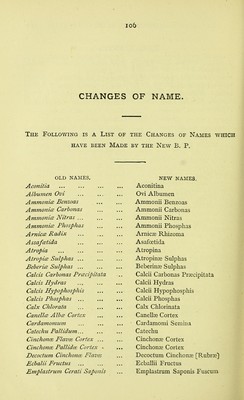 106
CHANGES OF NAME.
The Following is a List of the Changes of Names which
have been Made by the New B. P.
OLD NAMES. NEW NAMES.
Aconitia ... ... ... ... Aconitina
Albumen Ovi ... ... ... Ovi Albumen
Ammoniæ Benzoas ... ... Ammonii Benzoas
Ammoniæ Carbonas ... ... Ammonii Carbonas
Ammoniæ Nitras ... ... ... Ammonii Nitras
Ammoniæ Phosphas ... ... Ammonii Phosphas
Arnicæ Radix ... ... ... Arnicæ Rhizoma
Assafœtida ... ... ... Asafœtida
Atropia ... ... ... ... Atropina
Atropiæ Sulphas ... ... ... Atropinæ Sulphas
Beberiæ Sulphas ... ... ... Beberinæ Sulphas
Calcis Carbonas Præcipitata .. Calcii Carbonas Præcipitata
Calcis Hydras ... ... ... Calcii Hydras
Calcis Hypophosphis ... ... Calcii Hypophosphis
Calcis Phosphas ... ... ... Calcii Phosphas
Calx Chlorata ... ... ... Calx Chlorinata
Canellæ Albæ Cortex ... ... Canellæ Cortex
Cardamomum ... ... ... Cardamomi Semina
Catechu Pallidum... ... ... Catechu
Cinchonæ Flavæ Cortex ... ... Cinchonæ Cortex
Cinchonæ Pallidæ Cortex - ... Cinchonæ Cortex
Decoctum Cinchonæ Flavæ ... Decoctum Cinchonæ [Rubræ]
Ecbalii Fructus ... ... ... Ecballii Fructus
Emplastrum Cerati Saponis ... Emplastrum Saponis Fuscum